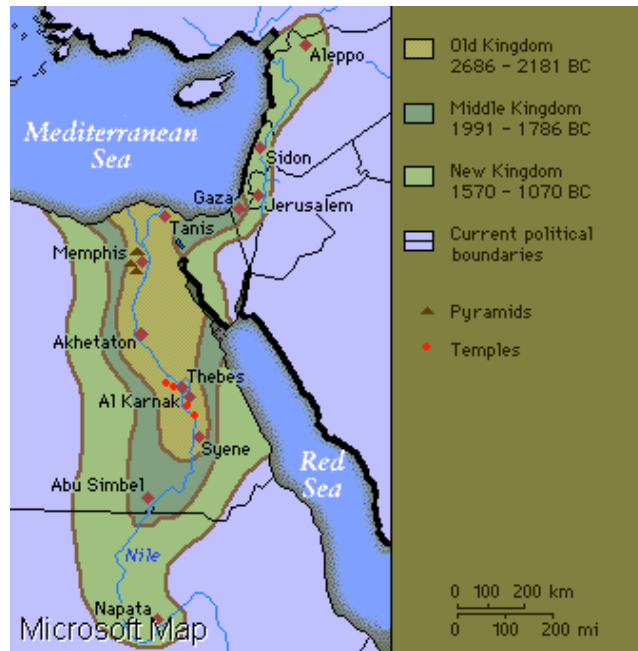 Aleppo
Mediterranean
Sea
Sidon
Gaza
Jerusalem
Tanis
Memphis
Akhetaton
Thebes
Al Karnak
Syene
Red
Sea
Abu Simbel
Nile
Napata
Microsoft Map
Old Kingdom
2686 - 2181 BC
Middle Kingdom
1991 - 1786 BC
New Kingdom
1570 - 1070 BC
Current political
boundaries
Pyramids
Temples
0 100 200 km
0 100 200 mi